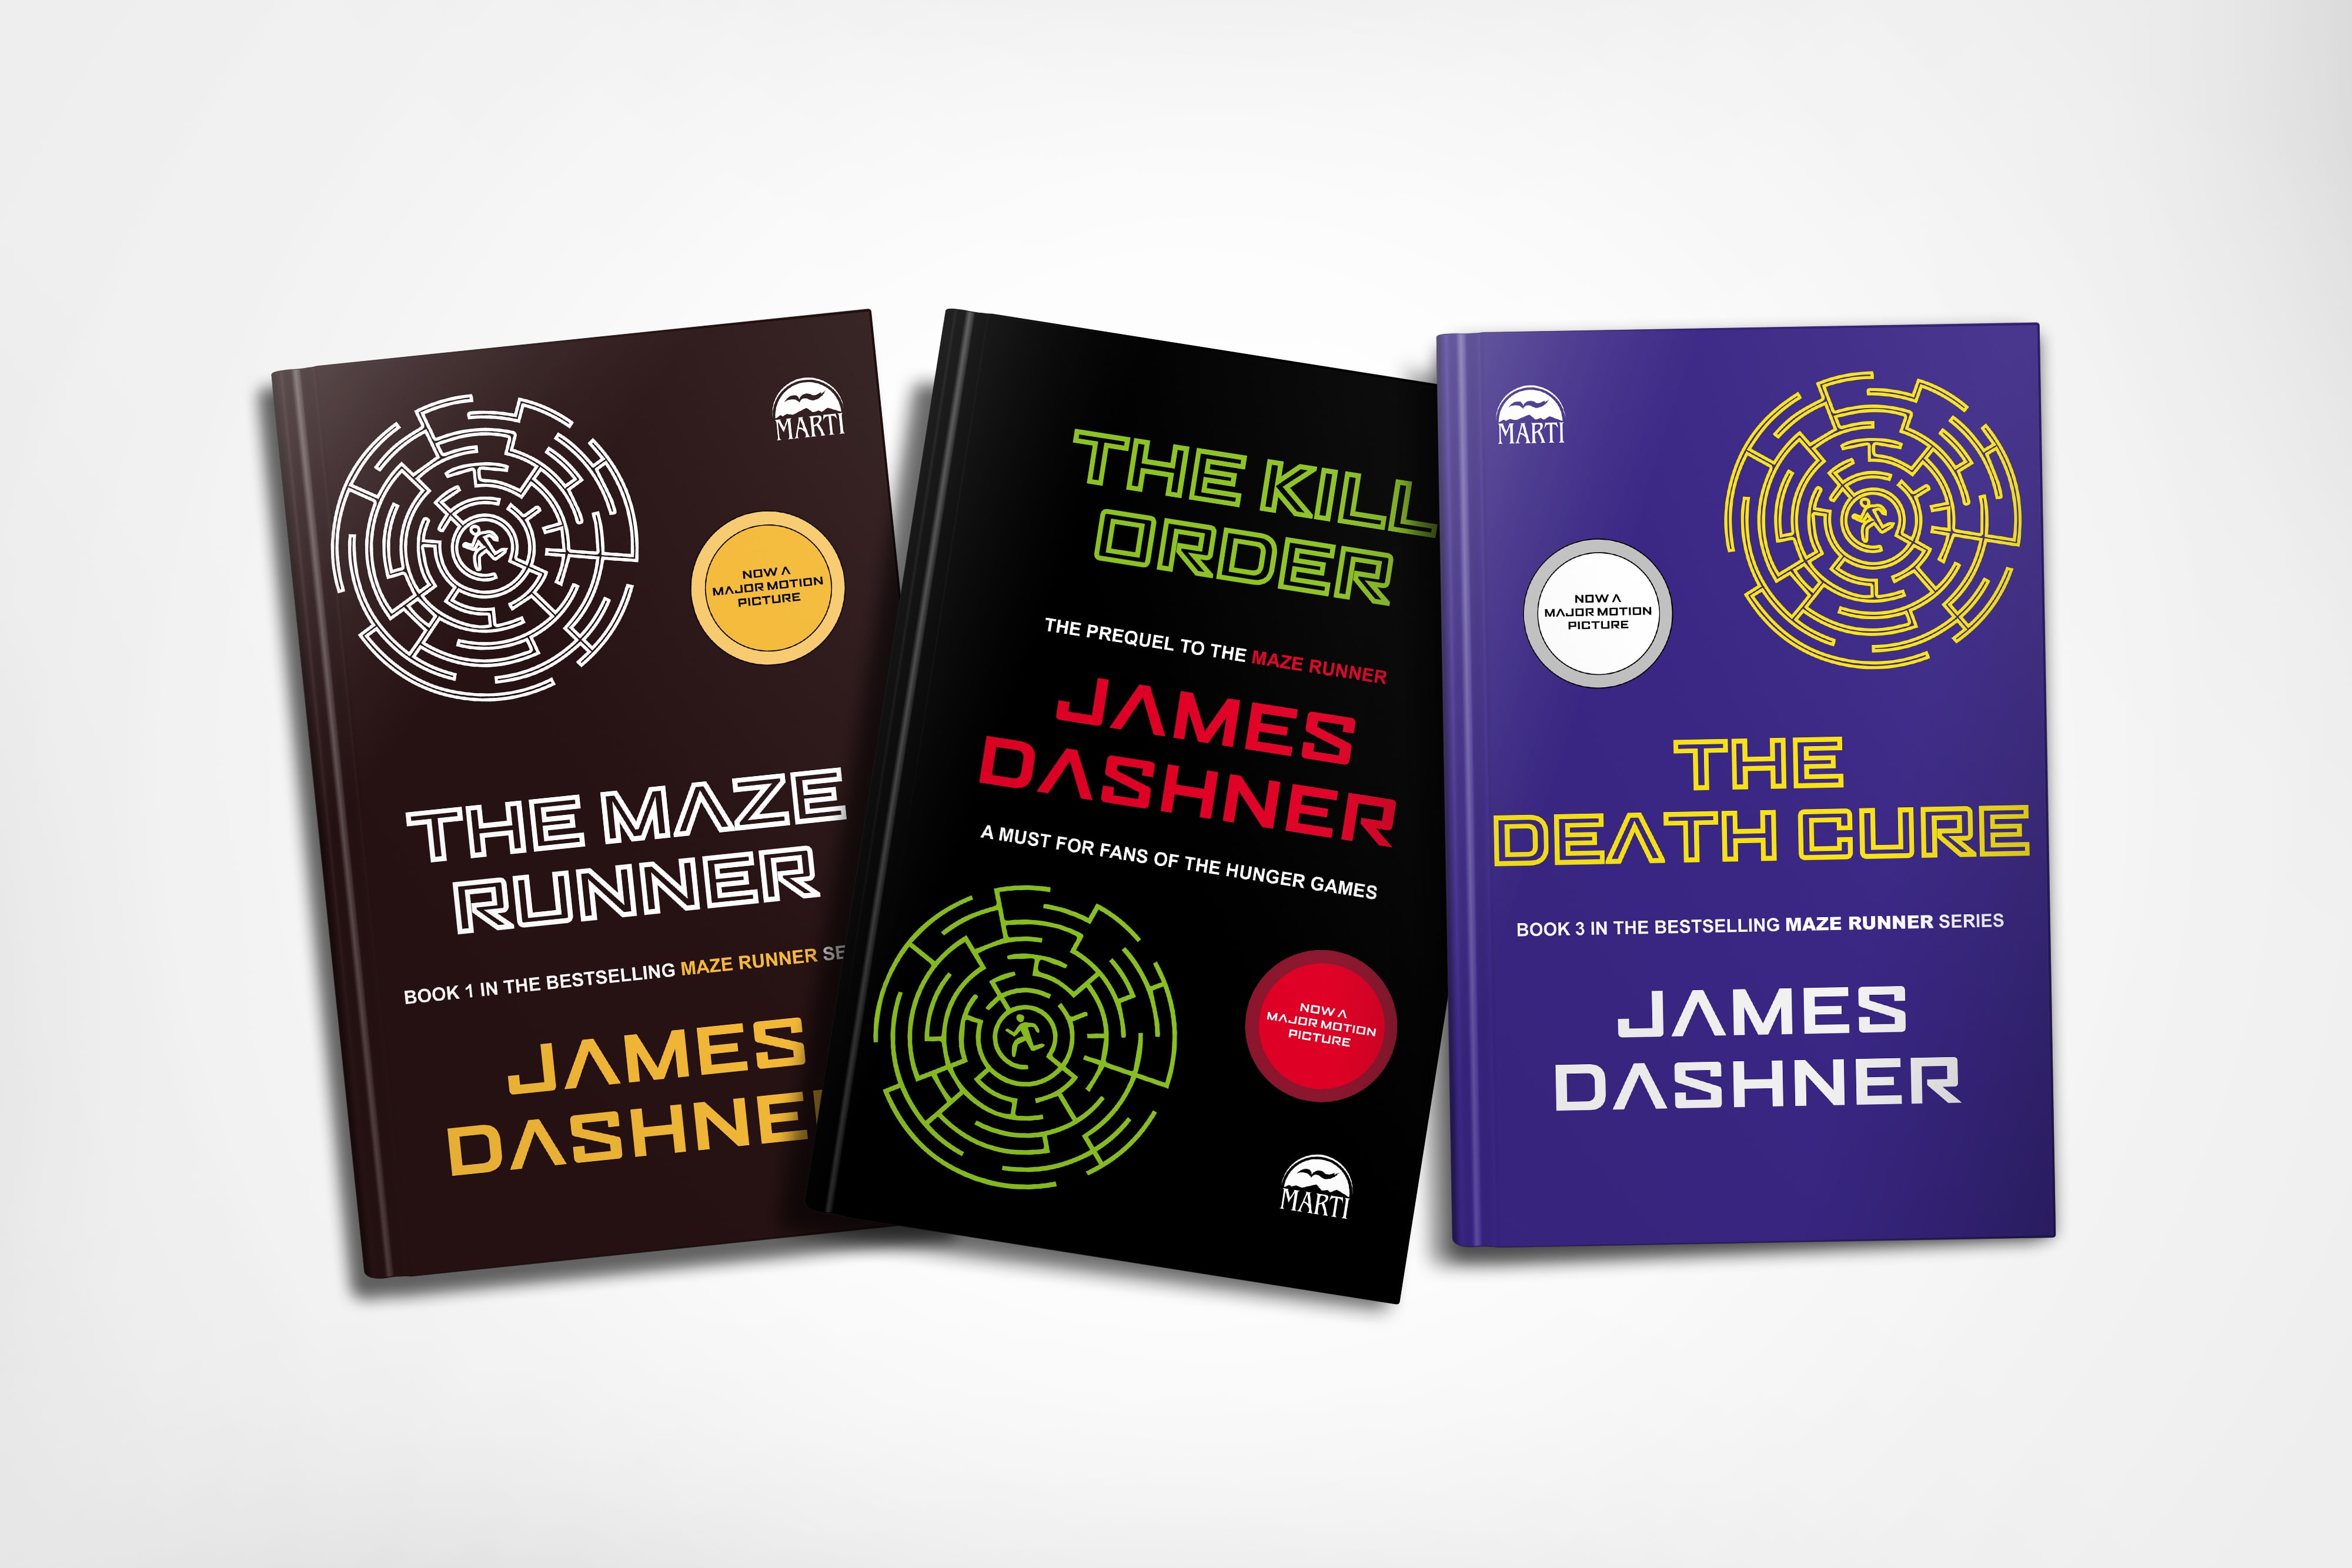 MARTI
NOW A
MAJOR MOTION
PICTURE
THE MAZE
RUNNER
BOOK 1 IN THE BESTSELLING MAZE RUNNER SE
JAMES
DASHNE
THE KILL
ORDER
THE PREQUEL TO THE MAZE RUNNER
JAMES
DASHNER
A MUST FOR FANS OF THE HUNGER GAMES
NOW A
MAJOR MOTION
PICTURE
MARTI
MARTI
NOW A
MAJOR MOTION
PICTURE
THE
DEATH CURE
BOOK 3 IN THE BESTSELLING MAZE RUNNER SERIES
JAMES
DASHNER